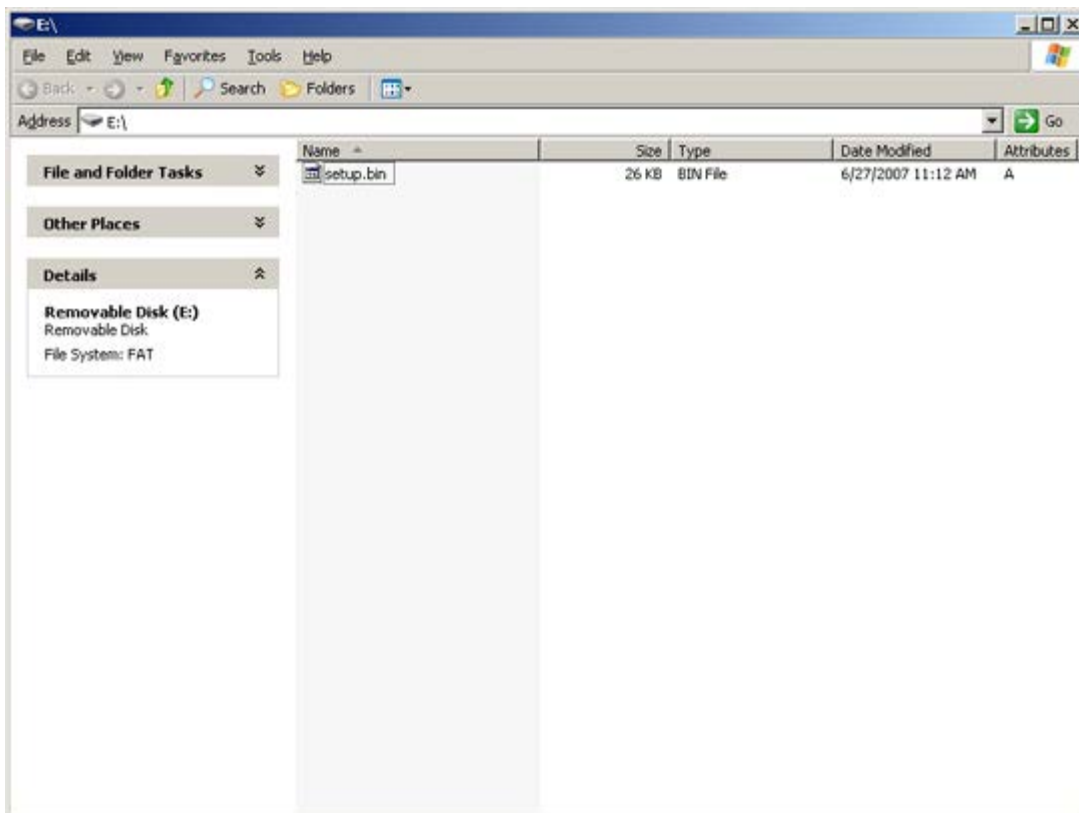 E:\
File Edit View Favorites Tools Help
Back Search Folders
Address E:\ Go
Name Size Type Date Modified Attributes
setup.bin 26 KB BIN File 6/27/2007 11:12 AM A
File and Folder Tasks
Other Places
Details
Removable Disk (E:)
Removable Disk
File System: FAT